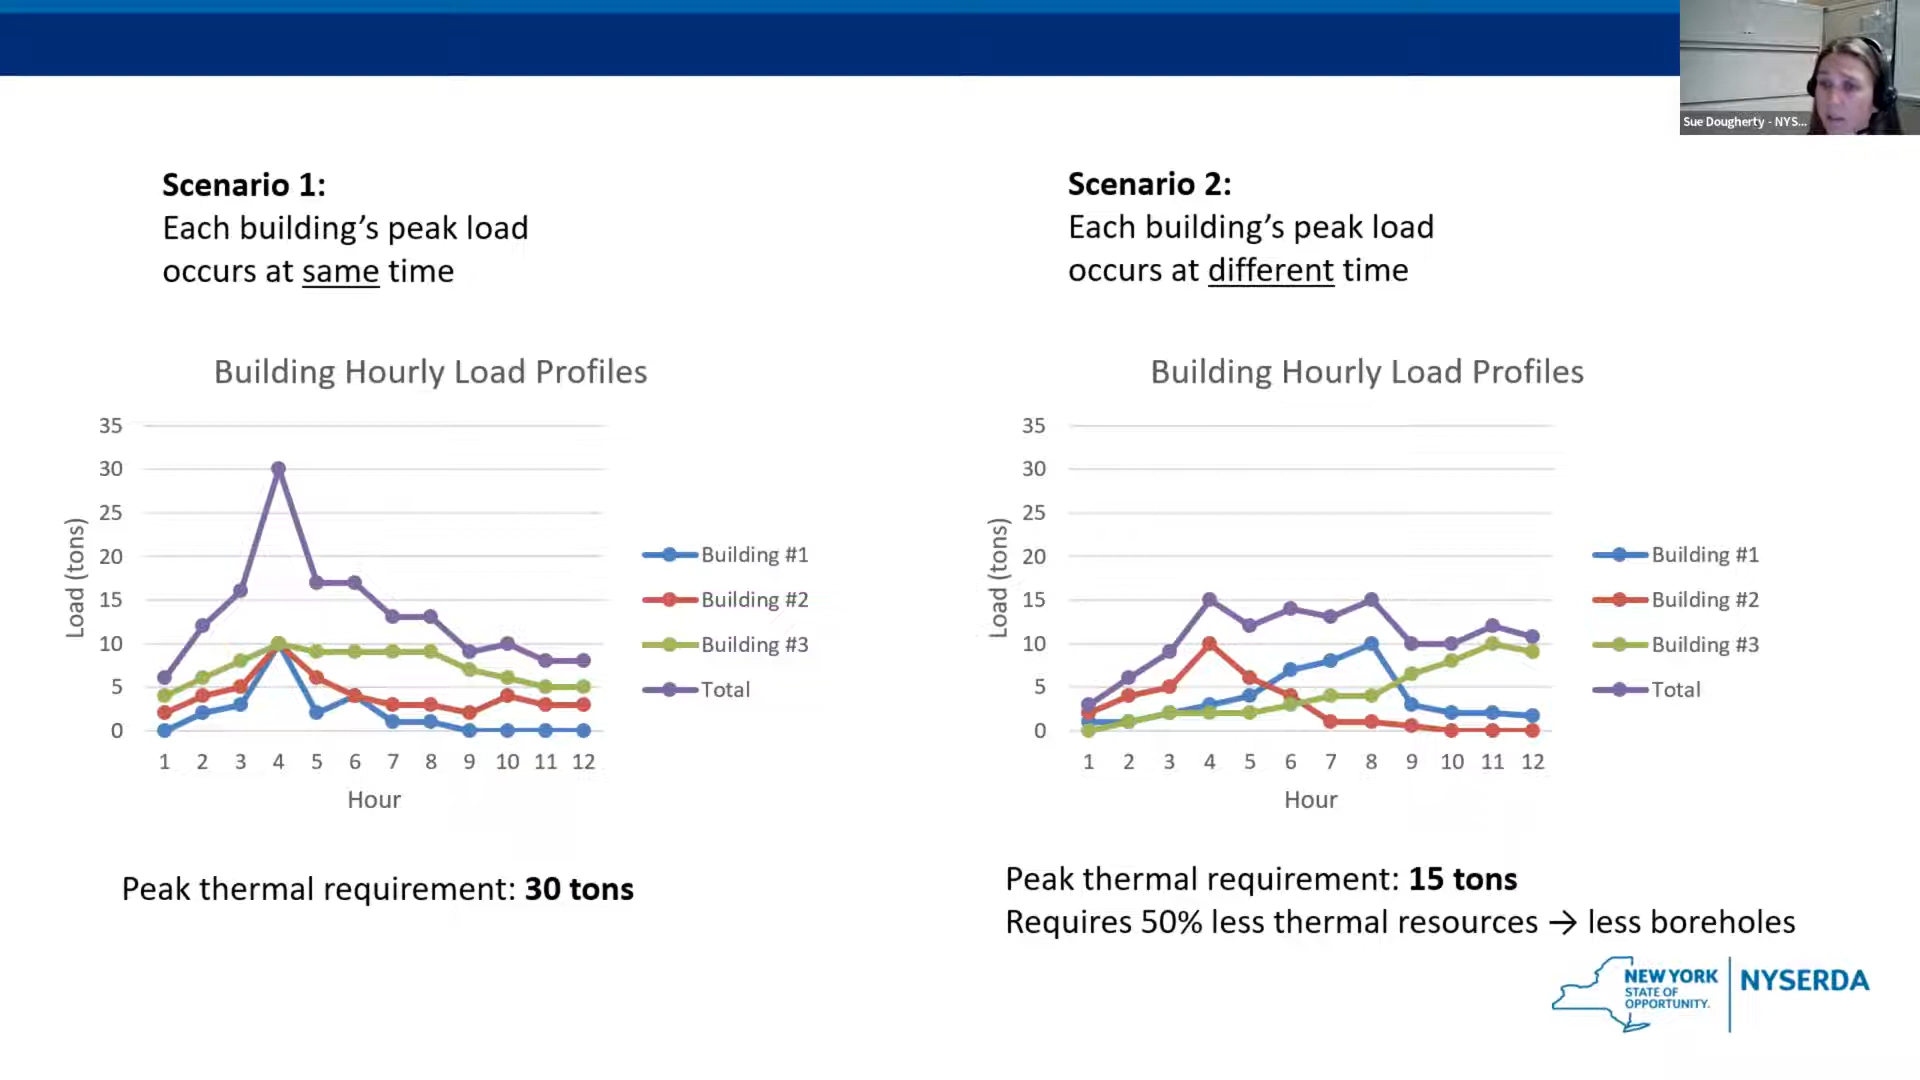 Sue Dougherty - NYS...
Scenario 1:
Each building’s peak load
occurs at same time
Building Hourly Load Profiles
35
30
25
20
15
10
5
0
Load (tons)
1 2 3 4 5 6 7 8 9 10 11 12
Hour
Building #1
Building #2
Building #3
Total
Peak thermal requirement: 30 tons
Scenario 2:
Each building’s peak load
occurs at different time
Building Hourly Load Profiles
35
30
25
20
15
10
5
0
Load (tons)
1 2 3 4 5 6 7 8 9 10 11 12
Hour
Building #1
Building #2
Building #3
Total
Peak thermal requirement: 15 tons
Requires 50% less thermal resources → less boreholes
NEW YORK
STATE OF
OPPORTUNITY.
NYSERDA